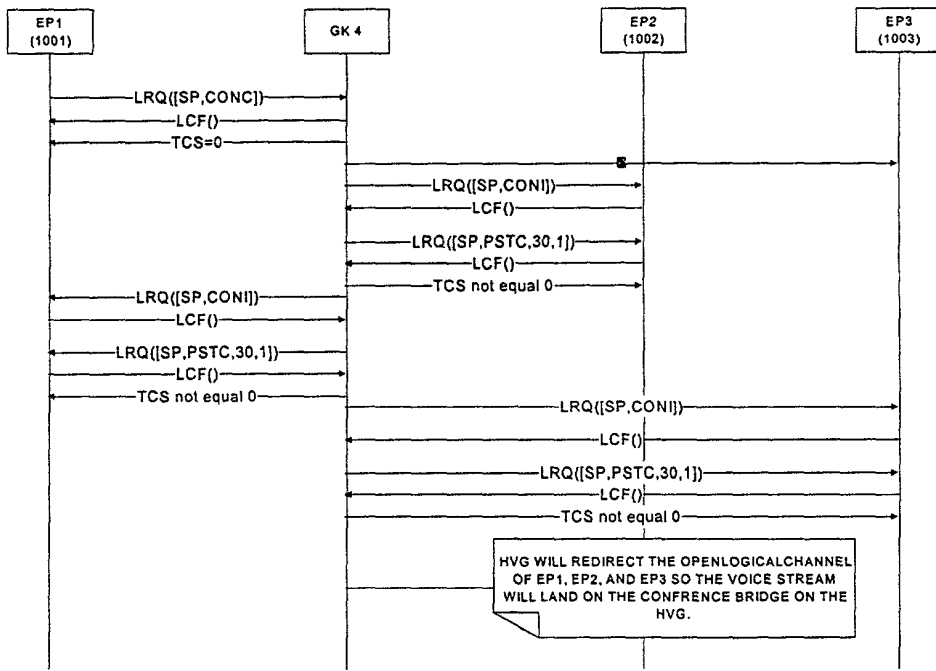 EP1
(1001)
GK 4
EP2
(1002)
EP3
(1003)
LRQ([SP,CONC])
LCF()
TCS=0
LRQ([SP,CONI])
LCF()
LRQ([SP,PSTC,30,1])
LCF()
TCS not equal 0
LRQ([SP,CONI])
LCF()
LRQ([SP,PSTC,30,1])
LCF()
TCS not equal 0
LRQ([SP,CONI])
LCF()
LRQ([SP,PSTC,30,1])
LCF()
TCS not equal 0
HVG WILL REDIRECT THE OPENLOGICALCHANNEL
OF EP1, EP2, AND EP3 SO THE VOICE STREAM
WILL LAND ON THE CONFRENCE BRIDGE ON THE
HVG.